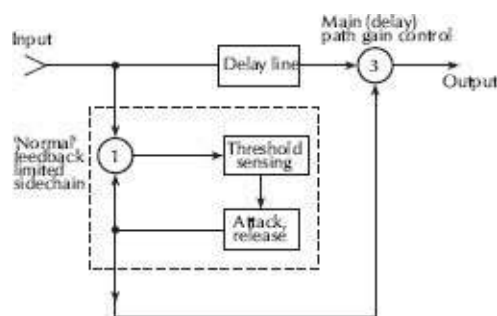 Input
Main (delay)
path gain control
Delay line
3
Output
'Normal'
feedback
limited
sidechain
1
Threshold
sensing
Attack,
release